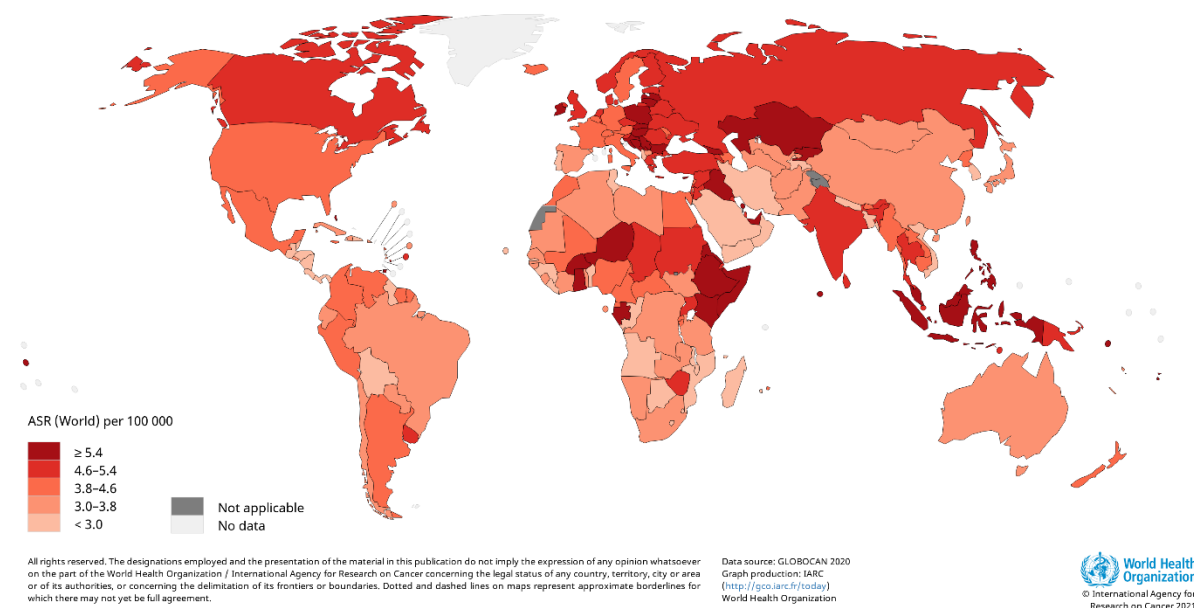 ASR (World) per 100 000
≥ 5.4
4.6–5.4
3.8–4.6
3.0–3.8
< 3.0
Not applicable
No data
All rights reserved. The designations employed and the presentation of the material in this publication do not imply the expression of any opinion whatsoever
on the part of the World Health Organization / International Agency for Research on Cancer concerning the legal status of any country, territory, city or area
or of its authorities, or concerning the delimitation of its frontiers or boundaries. Dotted and dashed lines on maps represent approximate borderlines for
which there may not yet be full agreement.
Data source: GLOBOCAN 2020
Graph production: IARC
(http://gco.iarc.fr/today)
World Health Organization
World Health
Organization
© International Agency for
Research on Cancer 2021